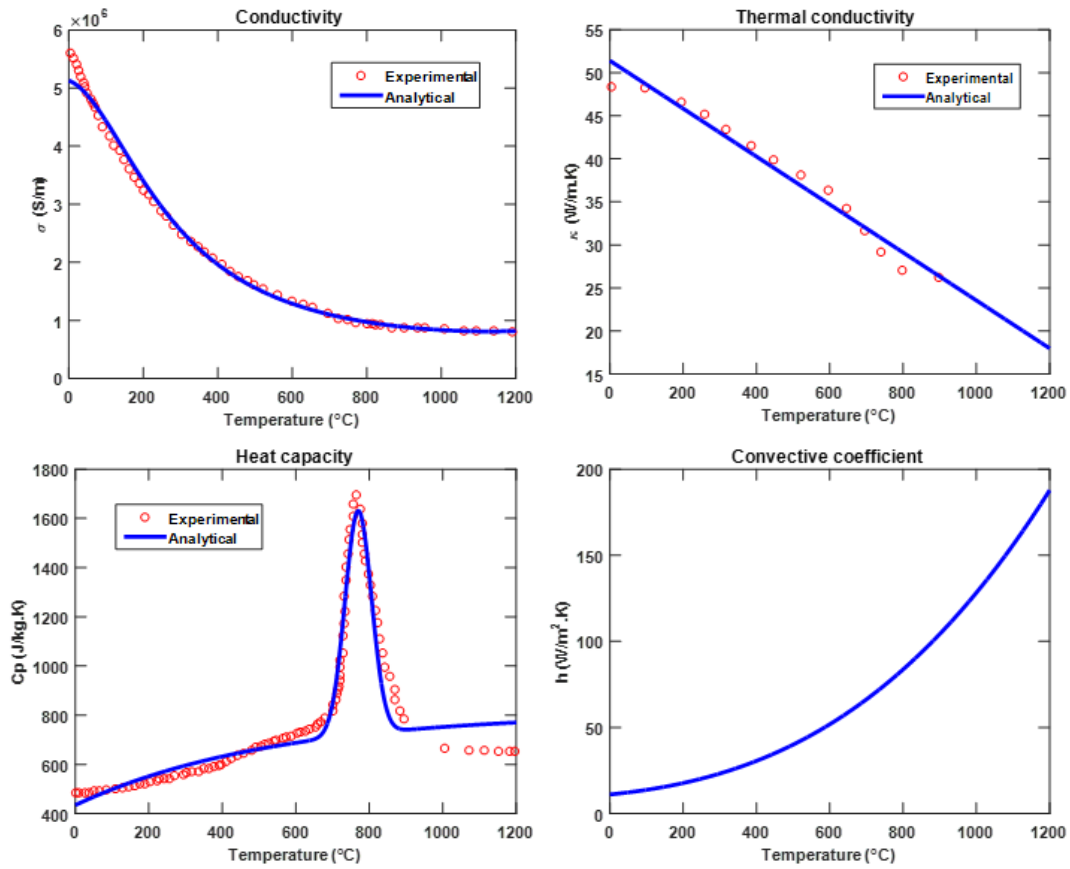 Conductivity
×10⁶
6
5
4
3
2
1
0
σ (S/m)
Experimental
Analytical
0 200 400 600 800 1000 1200
Temperature (°C)
Thermal conductivity
55
50
45
40
35
30
25
20
15
κ (W/m.K)
Experimental
Analytical
0 200 400 600 800 1000 1200
Temperature (°C)
Heat capacity
1800
1600
1400
1200
1000
800
600
400
Cp (J/kg.K)
Experimental
Analytical
0 200 400 600 800 1000 1200
Temperature (°C)
Convective coefficient
200
150
100
50
0
h (W/m².K)
0 200 400 600 800 1000 1200
Temperature (°C)